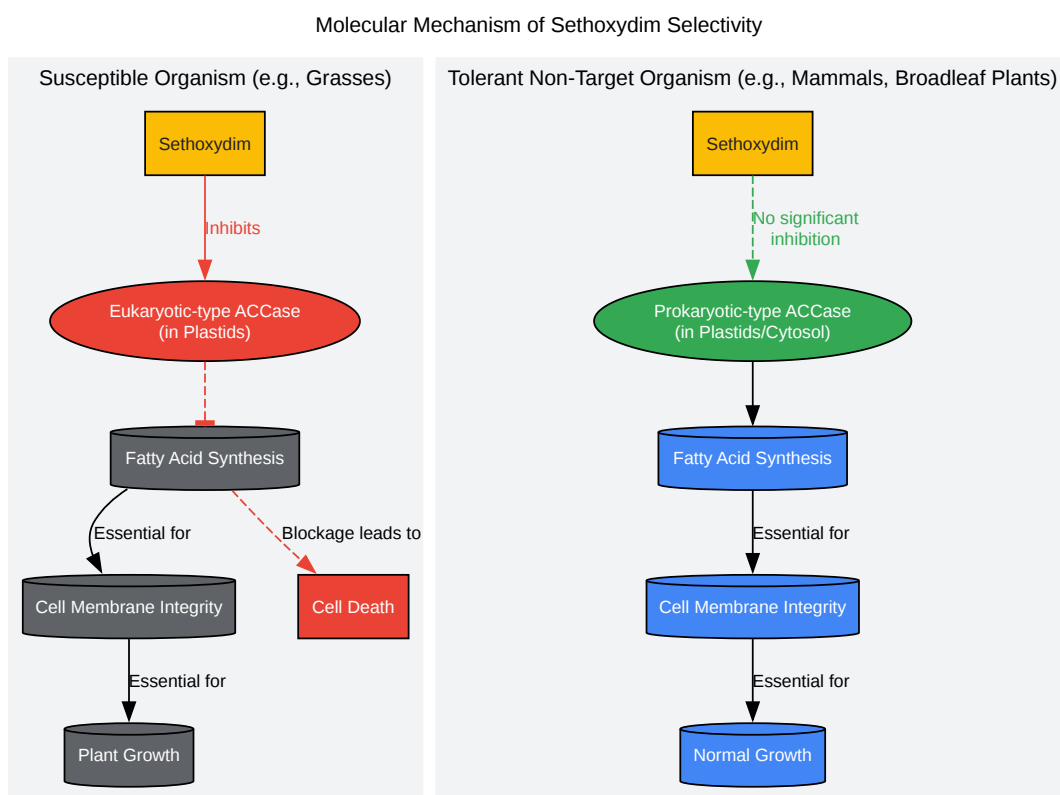 Molecular Mechanism of Sethoxydim Selectivity
Susceptible Organism (e.g., Grasses)
Sethoxydim
Inhibits
Eukaryotic-type ACCase
(in Plastids)
Fatty Acid Synthesis
Essential for
Blockage leads to
Cell Membrane Integrity
Cell Death
Essential for
Plant Growth
Tolerant Non-Target Organism (e.g., Mammals, Broadleaf Plants)
Sethoxydim
No significant
inhibition
Prokaryotic-type ACCase
(in Plastids/Cytosol)
Fatty Acid Synthesis
Essential for
Cell Membrane Integrity
Essential for
Normal Growth